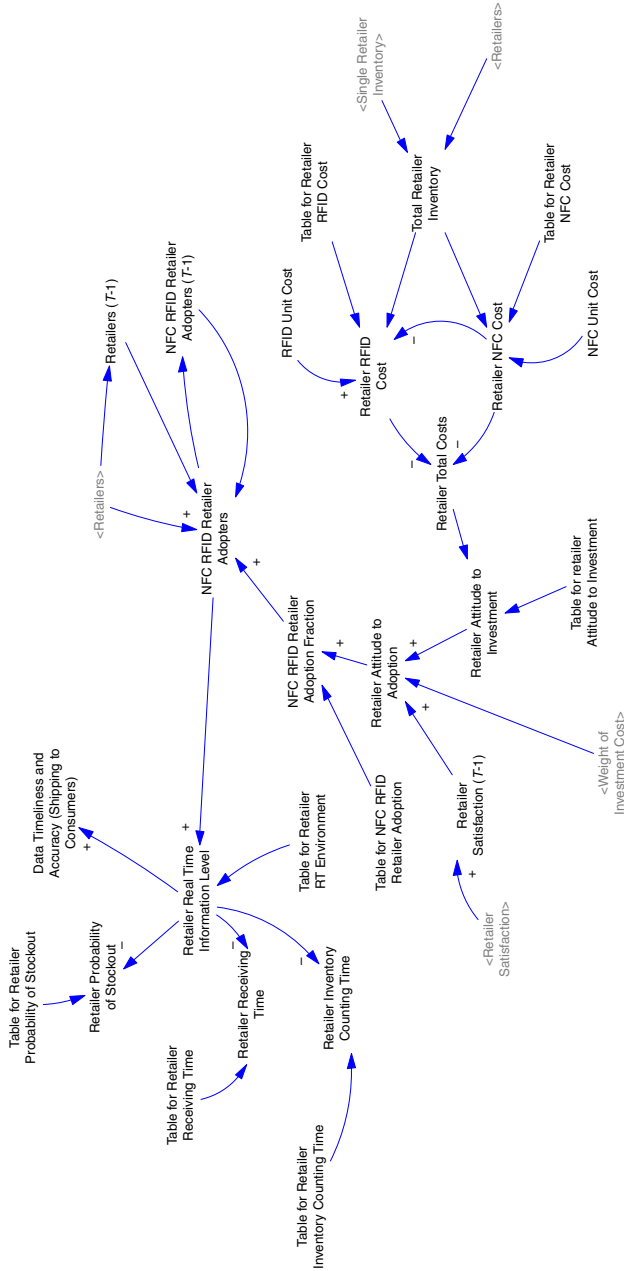 Table for Retailer
Probability of Stockout
Data Timeliness and
Accuracy (Shipping to
Consumers)
+
Retailer Probability
of Stockout
−
<Retailers>
Retailers (T-1)
Table for Retailer
Receiving Time
NFC RFID Retailer
Adopters (T-1)
Retailer Real Time
Information Level
+
+
NFC RFID Retailer
Adopters
+
Retailer Receiving
Time
−
Table for Retailer
Inventory Counting Time
Retailer Inventory
Counting Time
−
Table for Retailer
RT Environment
NFC RFID Retailer
Adoption Fraction
+
RFID Unit Cost
+
Table for Retailer
RFID Cost
Table for NFC RFID
Retailer Adoption
Retailer Attitude to
Adoption
+
+
Retailer RFID
Cost
−
<Single Retailer
Inventory>
−
Retailer Total Costs
−
Total Retailer
Inventory
Retailer
Satisfaction (T-1)
+
<Retailer
Satisfaction>
Retailer Attitude to
Investment
Retailer NFC Cost
<Retailers>
Table for Retailer
NFC Cost
Table for retailer
Attitude to Investment
NFC Unit Cost
<Weight of
Investment Cost>